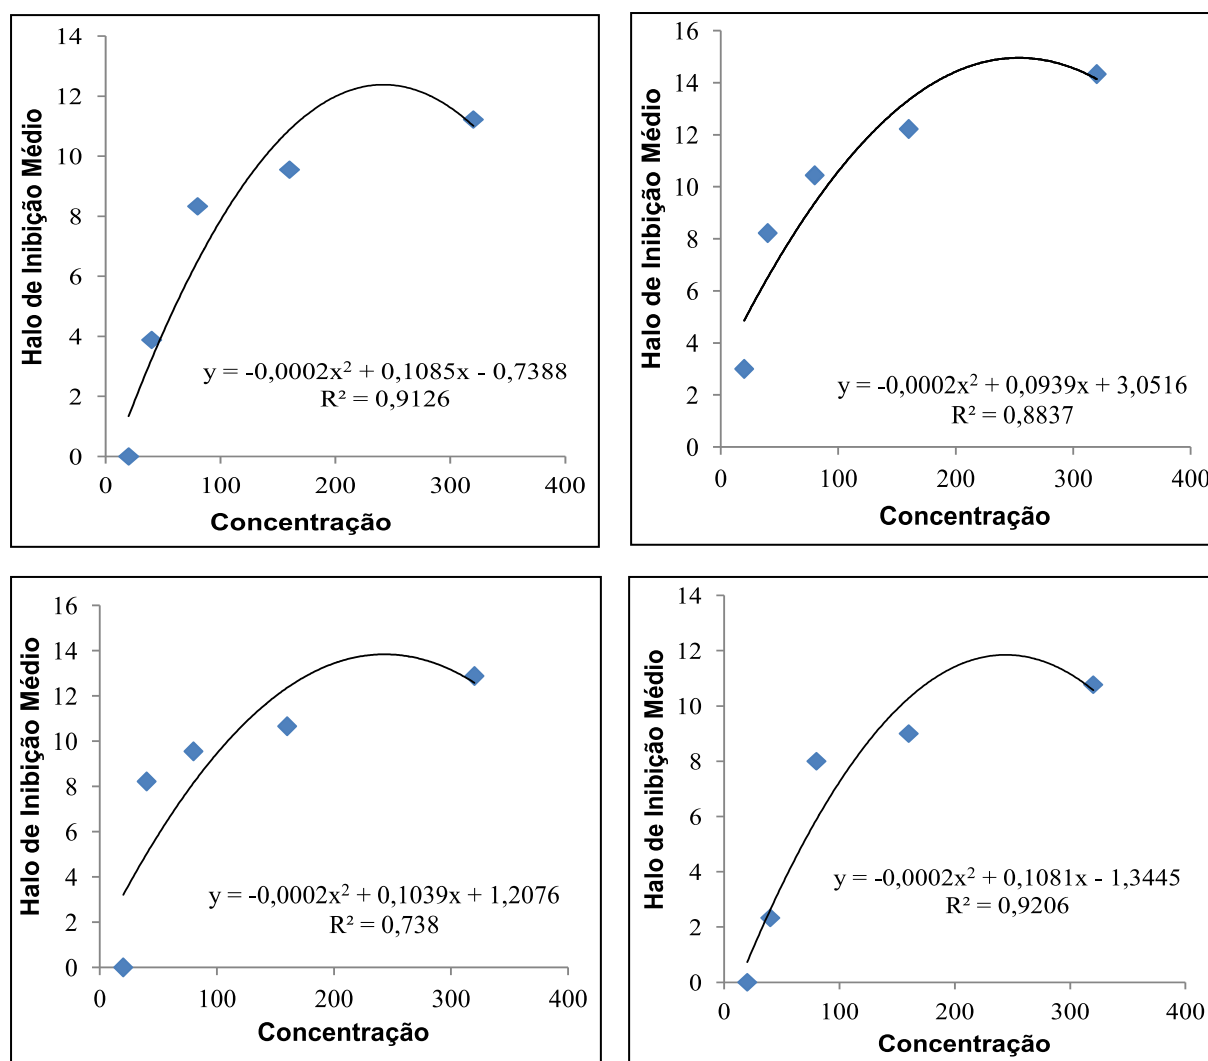 Halo de Inibição Médio
14
12
10
8
6
4
2
0
y = -0,0002x² + 0,1085x - 0,7388
R² = 0,9126
0 100 200 300 400
Concentração
Halo de Inibição Médio
16
14
12
10
8
6
4
2
0
y = -0,0002x² + 0,0939x + 3,0516
R² = 0,8837
0 100 200 300 400
Concentração
Halo de Inibição Médio
16
14
12
10
8
6
4
2
0
y = -0,0002x² + 0,1039x + 1,2076
R² = 0,738
0 100 200 300 400
Concentração
Halo de Inibição Médio
14
12
10
8
6
4
2
0
y = -0,0002x² + 0,1081x - 1,3445
R² = 0,9206
0 100 200 300 400
Concentração